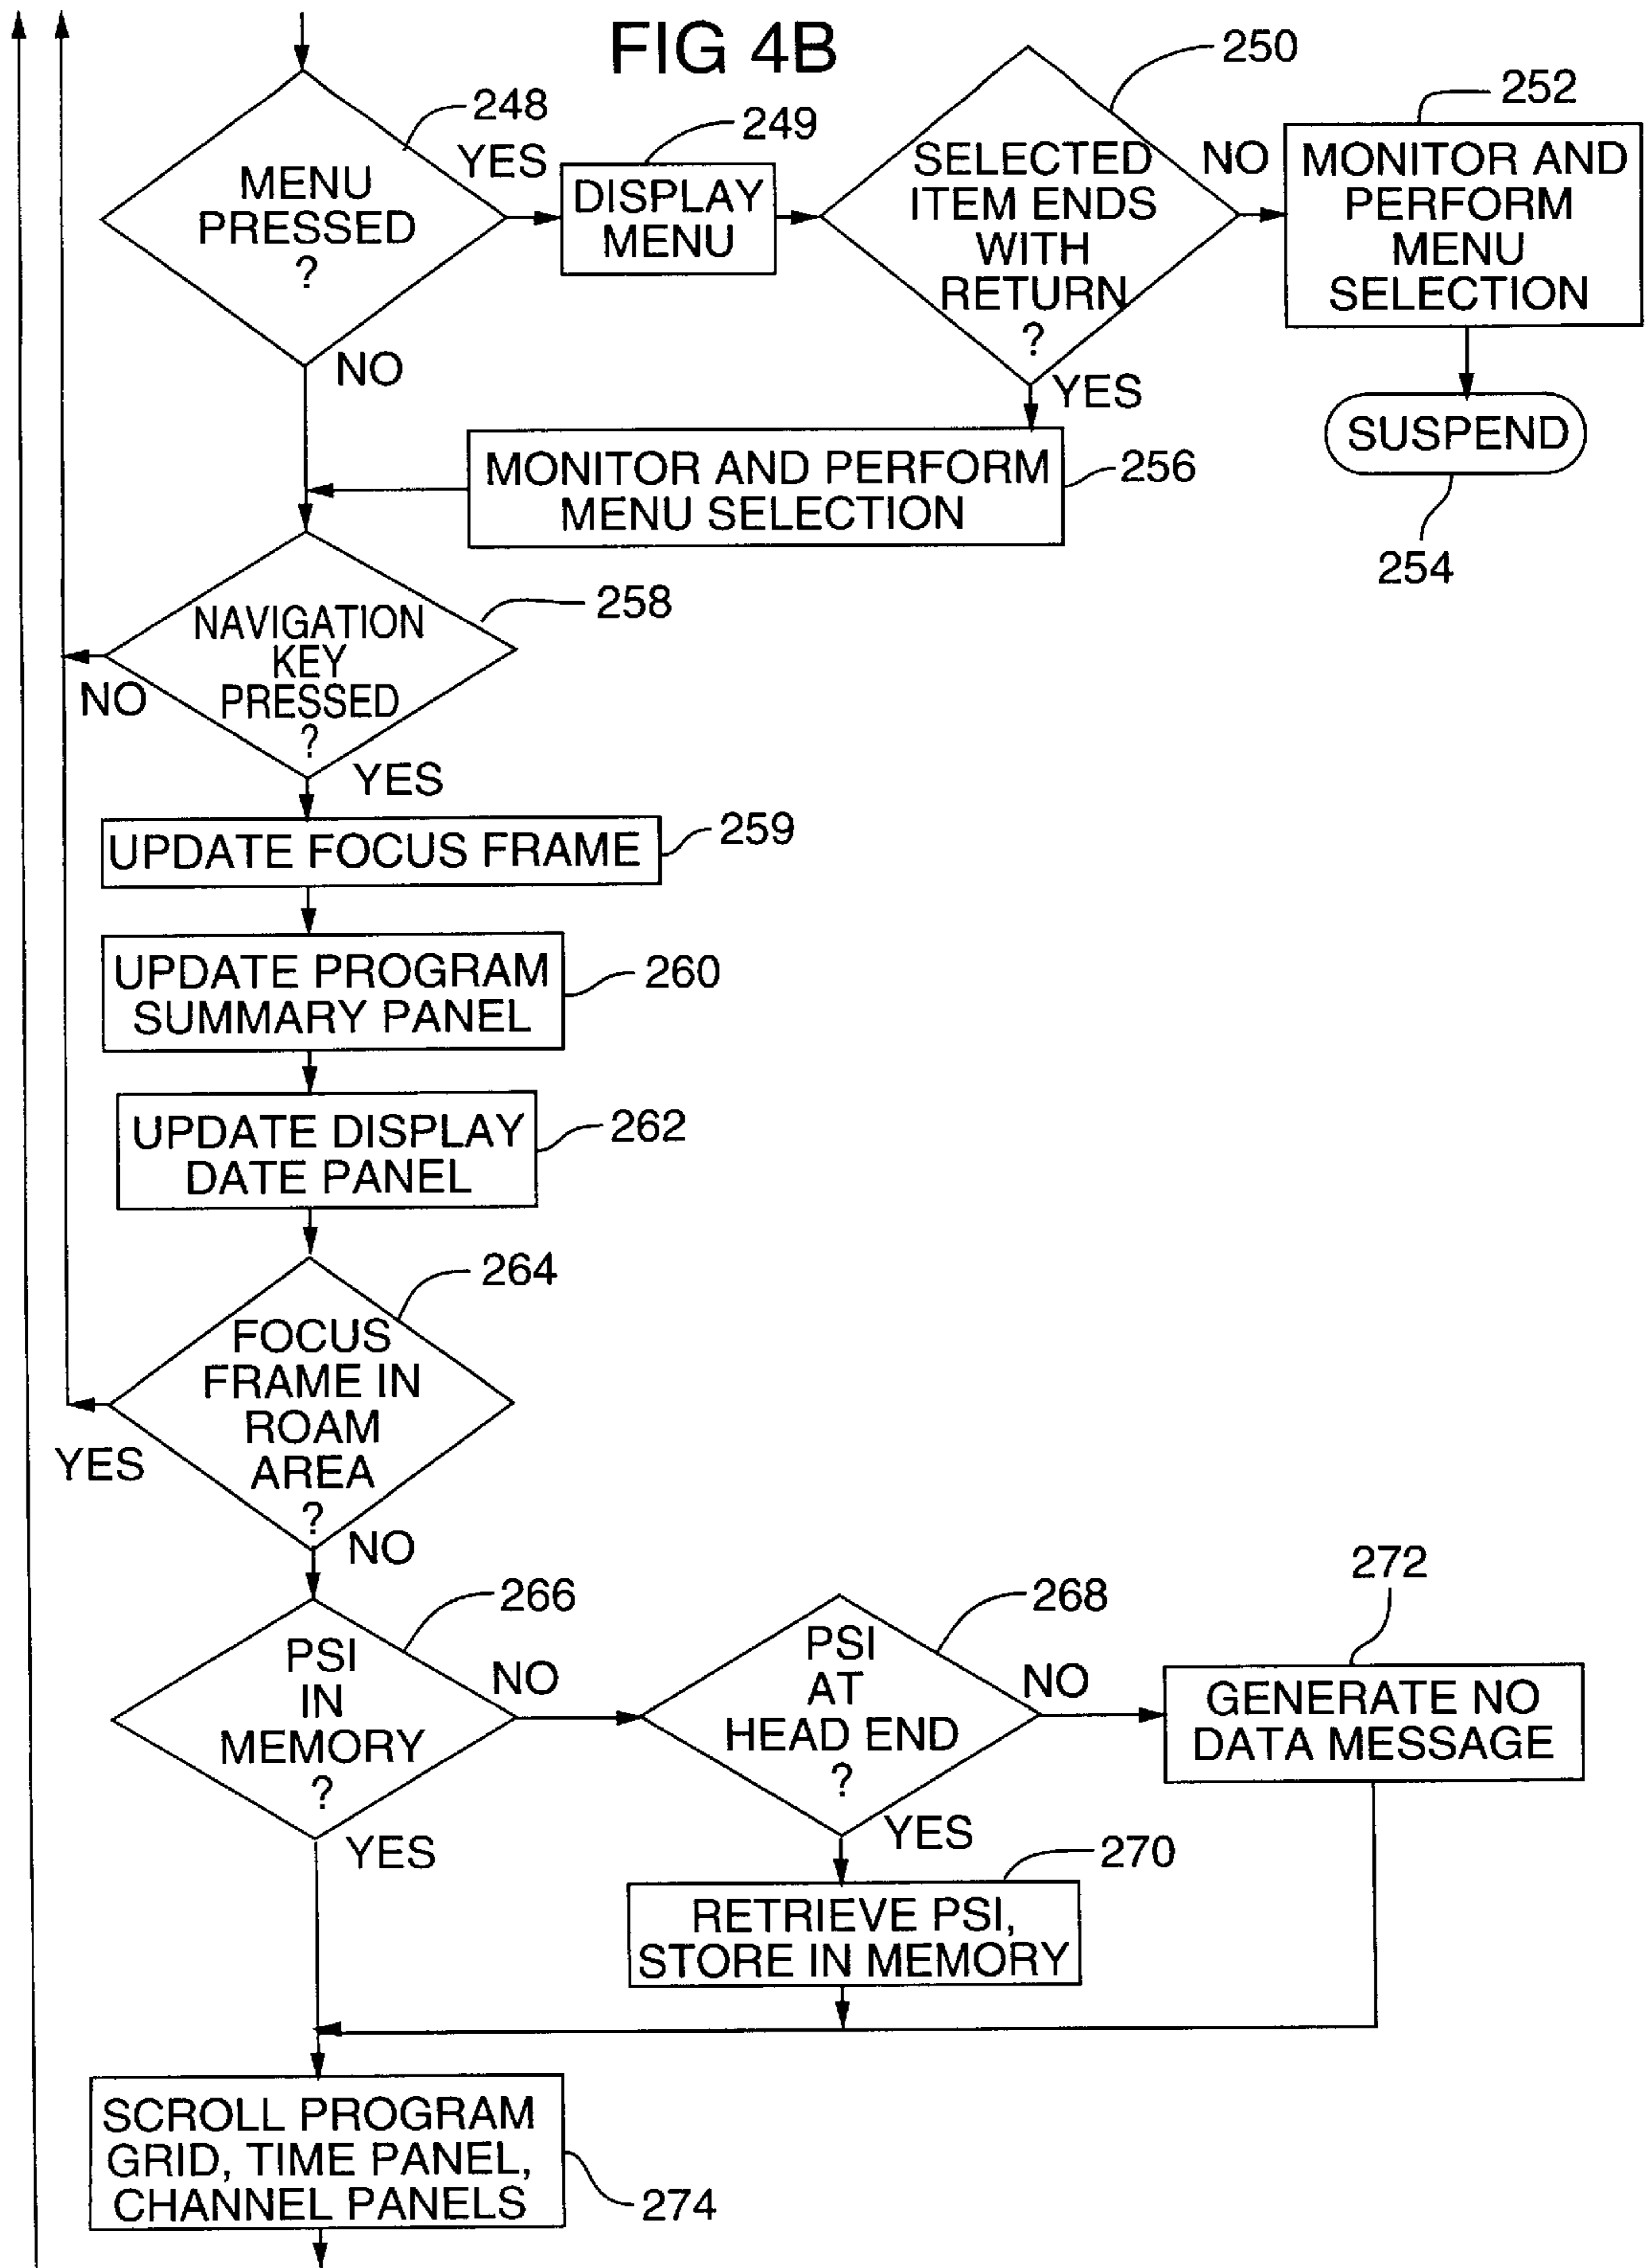 FIG 4B
248
MENU
PRESSED
?
YES
NO
249
DISPLAY
MENU
250
SELECTED
ITEM ENDS
WITH
RETURN
?
NO
YES
252
MONITOR AND
PERFORM
MENU
SELECTION
SUSPEND
254
MONITOR AND PERFORM
MENU SELECTION
256
258
NAVIGATION
KEY
PRESSED
?
NO
YES
UPDATE FOCUS FRAME
259
UPDATE PROGRAM
SUMMARY PANEL
260
UPDATE DISPLAY
DATE PANEL
262
264
FOCUS
FRAME IN
ROAM
AREA
?
YES
NO
266
PSI
IN
MEMORY
?
NO
YES
268
PSI
AT
HEAD END
?
NO
YES
272
GENERATE NO
DATA MESSAGE
270
RETRIEVE PSI,
STORE IN MEMORY
SCROLL PROGRAM
GRID, TIME PANEL,
CHANNEL PANELS
274